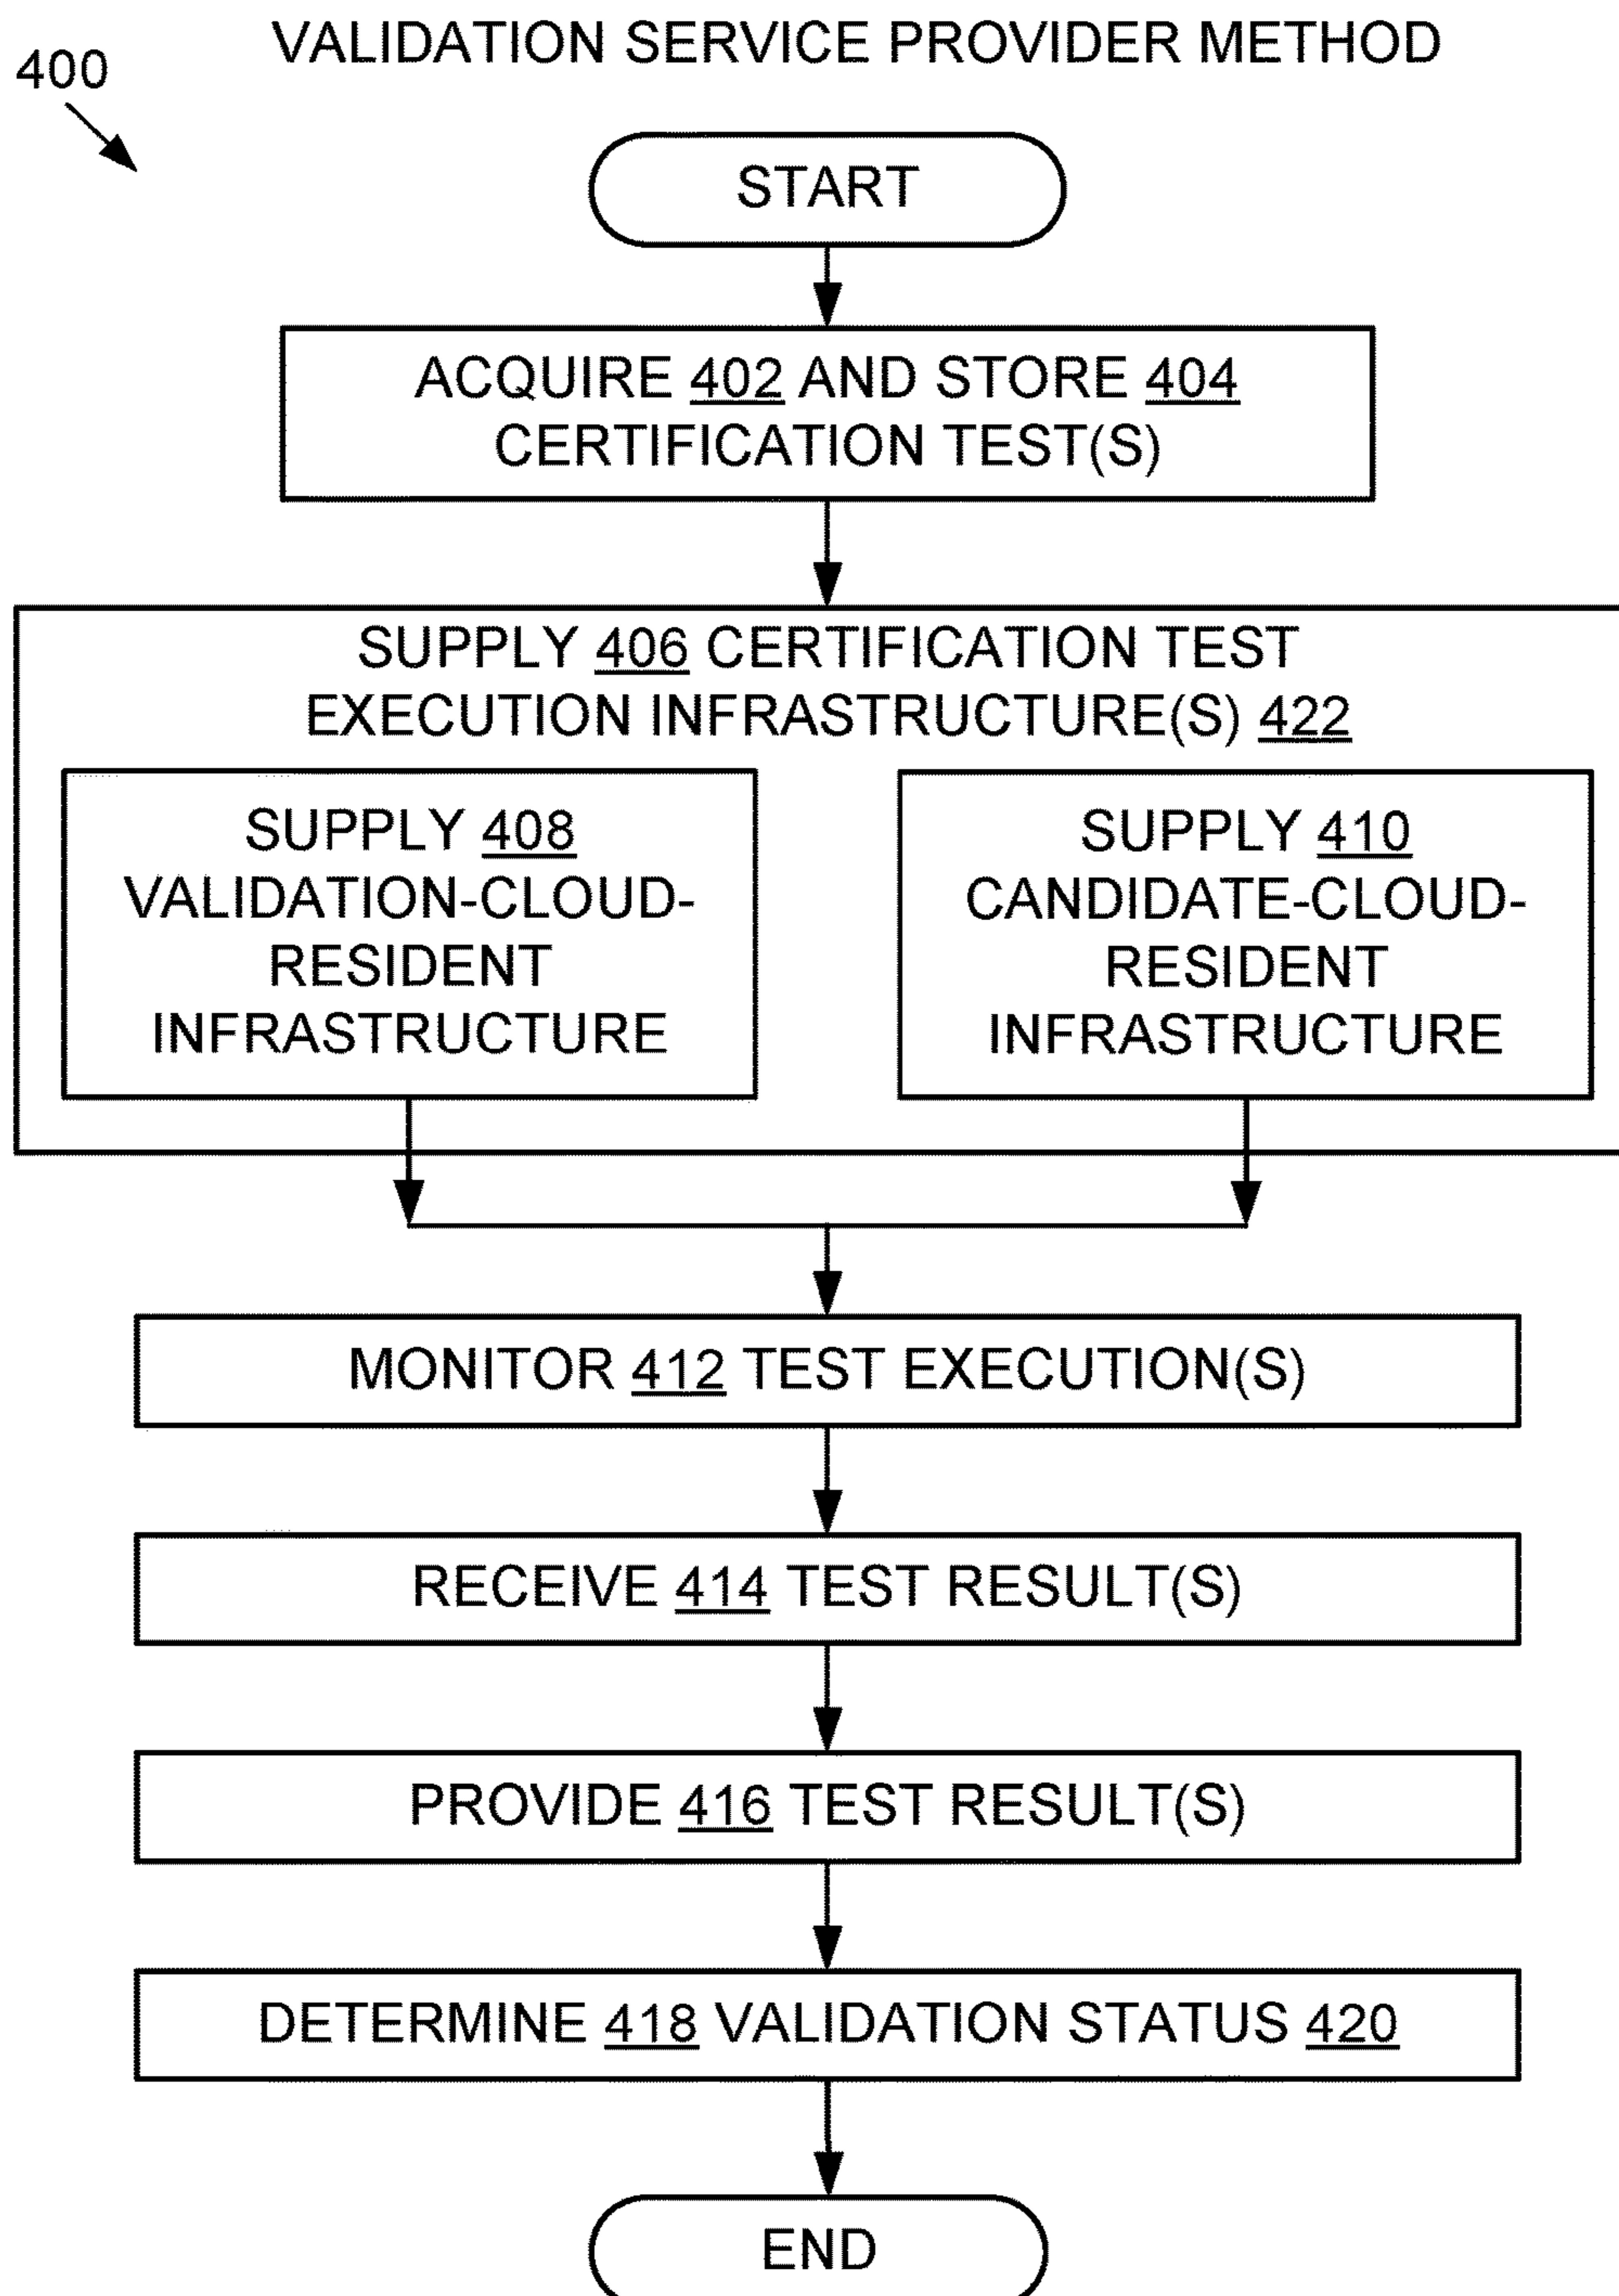 VALIDATION SERVICE PROVIDER METHOD
400
START
ACQUIRE 402 AND STORE 404
CERTIFICATION TEST(S)
SUPPLY 406 CERTIFICATION TEST
EXECUTION INFRASTRUCTURE(S) 422
SUPPLY 408
VALIDATION-CLOUD-
RESIDENT
INFRASTRUCTURE
SUPPLY 410
CANDIDATE-CLOUD-
RESIDENT
INFRASTRUCTURE
MONITOR 412 TEST EXECUTION(S)
RECEIVE 414 TEST RESULT(S)
PROVIDE 416 TEST RESULT(S)
DETERMINE 418 VALIDATION STATUS 420
END